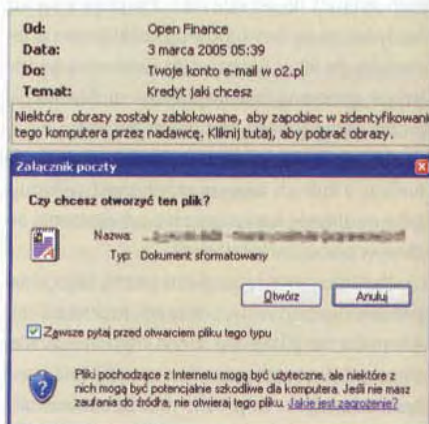 Od: Open Finance
Data: 3 marca 2005 05:39
Do: Twoje konto e-mail w o2.pl
Temat: Kredyt jaki chcesz
Niektóre obrazy zostały zablokowane, aby zapobiec w zidentyfikowani
tego komputera przez nadawcę. Kliknij tutaj, aby pobrać obrazy.
Załącznik poczty
Czy chcesz otworzyć ten plik?
Nazwa:
Typ: Dokument sformatowany
Otwórz Anuluj
Zawsze pytaj przed otwarciem pliku tego typu
Pliki pochodzące z Internetu mogą być użyteczne, ale niektóre z
nich mogą być potencjalnie szkodliwe dla komputera. Jeśli nie masz
zaufania do źródła, nie otwieraj tego pliku. Jakie jest zagrożenie?